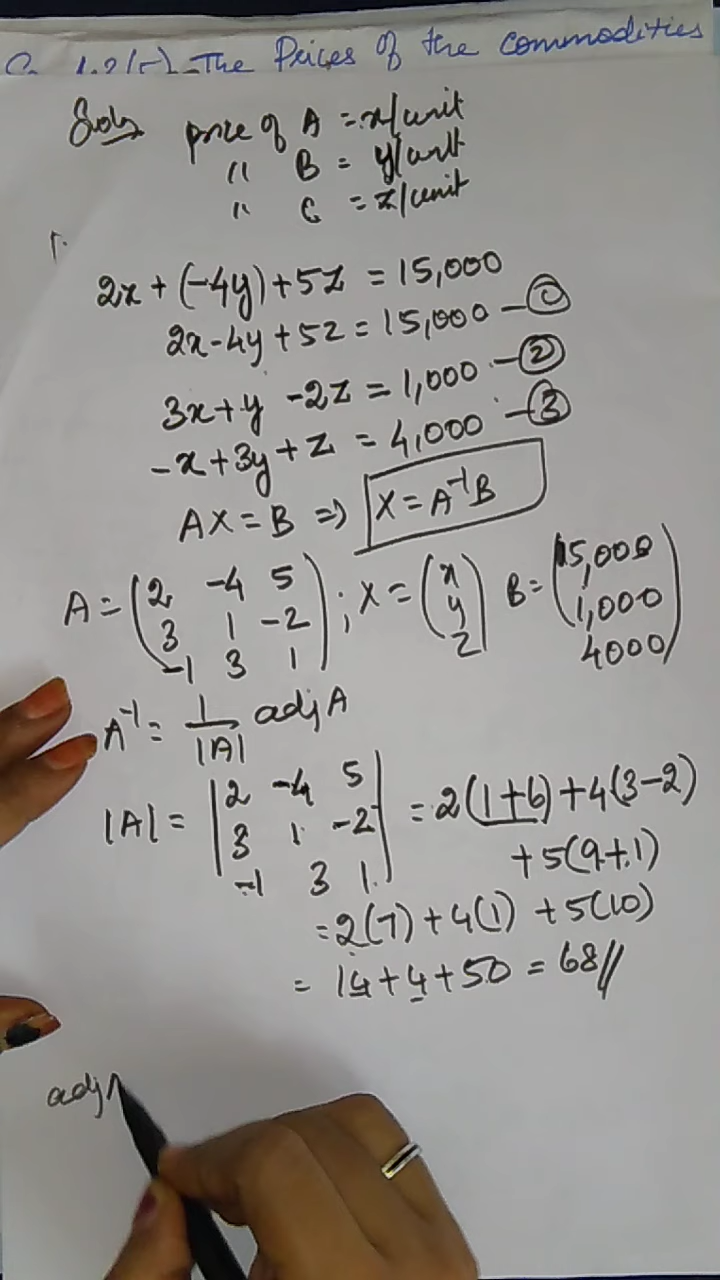 The Prices of the commodities
Soln price of A = x/unit
" B = y/unit
" C = z/unit
2x + (-4y) + 5z = 15,000
2x - 4y + 5z = 15,000 - ①
3x + y - 2z = 1,000 - ②
-x + 3y + z = 4,000 - ③
AX = B ⇒ X = A⁻¹B
A = (2 -4 5
3 1 -2
-1 3 1) ; X = (x
y
z) B = (15,000
1,000
4000)
A⁻¹ = 1/|A| adj A
|A| = |2 -4 5
3 1 -2
-1 3 1| = 2(1+6) + 4(3-2)
+ 5(9+1)
= 2(7) + 4(1) + 5(10)
= 14 + 4 + 50 = 68//
adj A